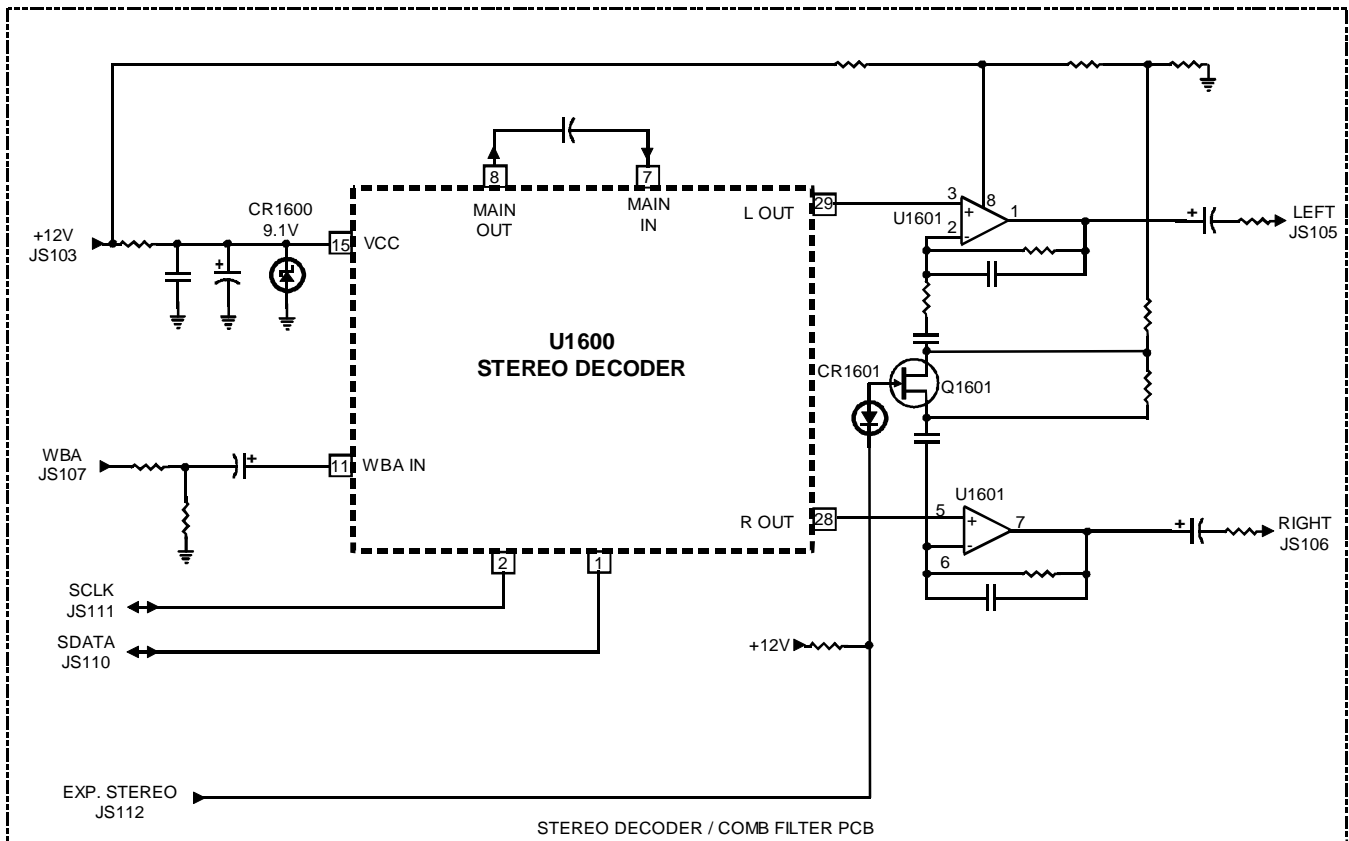 8
7
MAIN
OUT
MAIN
IN
L OUT
29
3
8
U1601
+
1
2
-
+
LEFT
JS105
CR1600
9.1V
+12V
JS103
15
VCC
+
U1600
STEREO DECODER
CR1601
Q1601
WBA
JS107
+
11
WBA IN
R OUT
28
U1601
5
+
7
-
6
+
RIGHT
JS106
2
1
SCLK
JS111
SDATA
JS110
+12V
EXP. STEREO
JS112
STEREO DECODER / COMB FILTER PCB